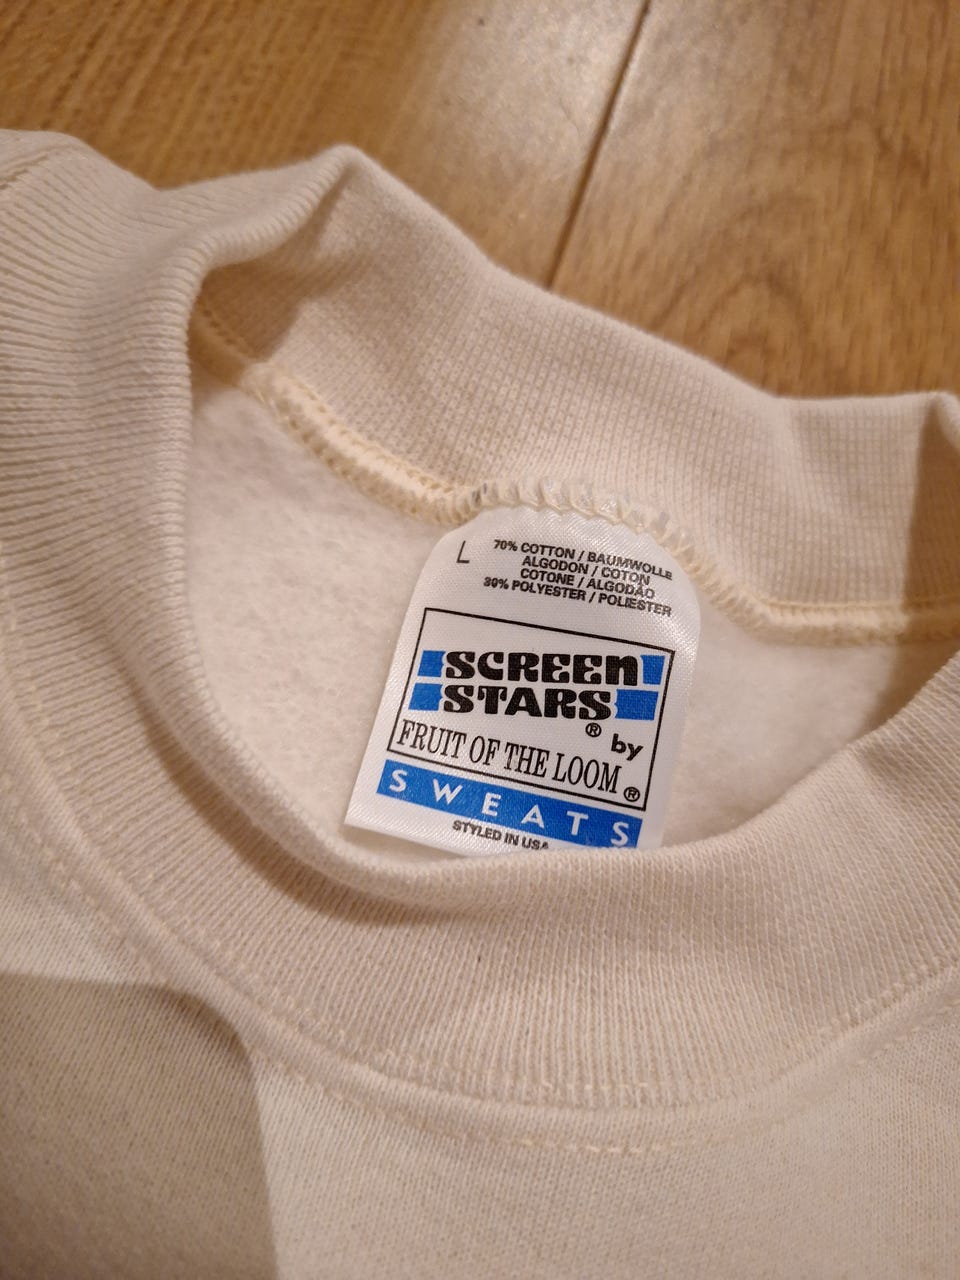 L
70% COTTON / BAUMWOLLE
ALGODON / COTON
COTONE / ALGODÃO
30% POLYESTER / POLIESTER
SCREEN
STARS®
by
FRUIT OF THE LOOM®
SWEATS
STYLED IN USA